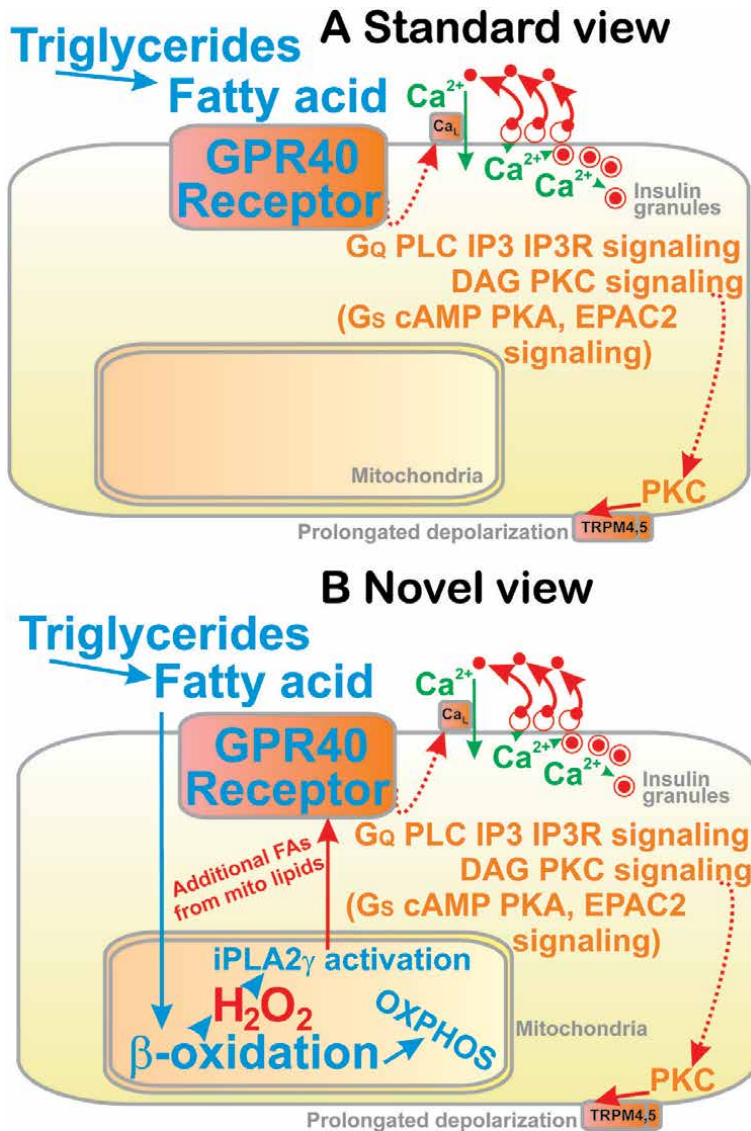 A Standard view
Triglycerides
Fatty acid
Ca2+
CaL
GPR40
Receptor
Ca2+
Ca2+
Insulin
granules
GQ PLC IP3 IP3R signaling
DAG PKC signaling
(GS cAMP PKA, EPAC2
signaling)
Mitochondria
PKC
Prolongated depolarization
TRPM4,5
B Novel view
Triglycerides
Fatty acid
Ca2+
CaL
GPR40
Receptor
Ca2+
Ca2+
Insulin
granules
Additional FAs
from mito lipids
GQ PLC IP3 IP3R signaling
DAG PKC signaling
(GS cAMP PKA, EPAC2
signaling)
iPLA2γ activation
H2O2
OXPHOS
β-oxidation
Mitochondria
PKC
Prolongated depolarization
TRPM4,5